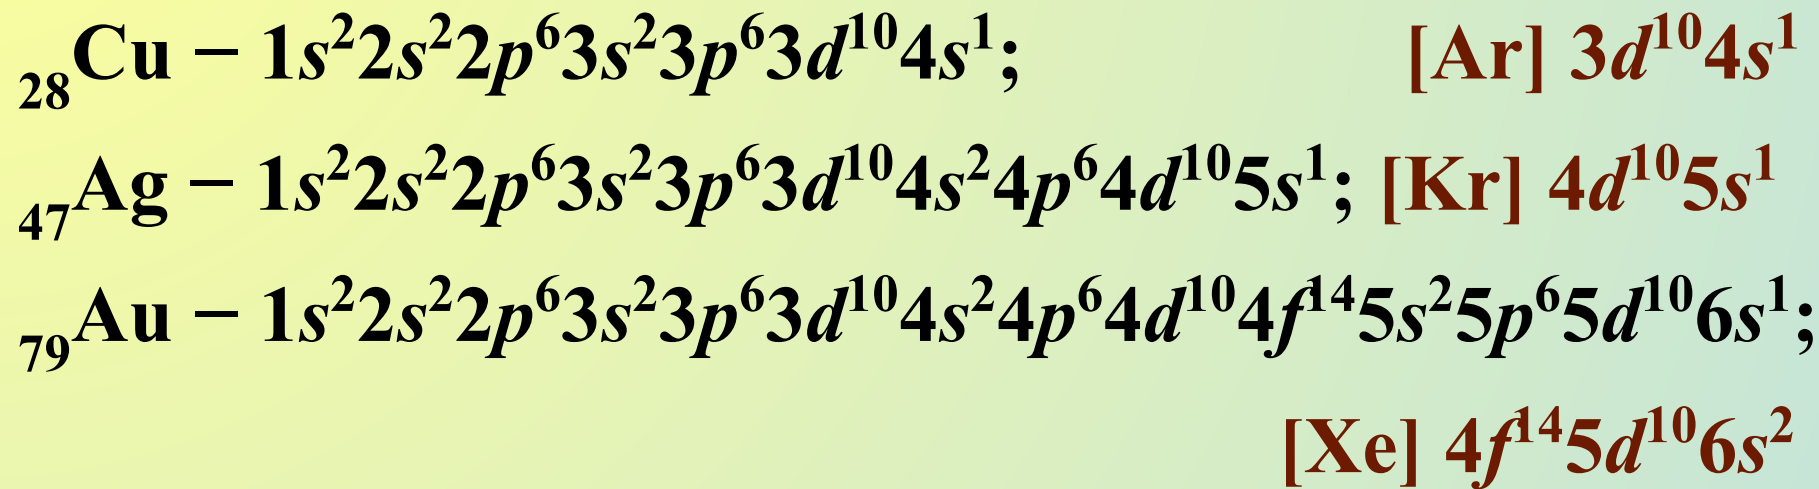 ₂₈Cu – 1s²2s²2p⁶3s²3p⁶3d¹⁰4s¹; [Ar] 3d¹⁰4s¹
₄₇Ag – 1s²2s²2p⁶3s²3p⁶3d¹⁰4s²4p⁶4d¹⁰5s¹; [Kr] 4d¹⁰5s¹
₇₉Au – 1s²2s²2p⁶3s²3p⁶3d¹⁰4s²4p⁶4d¹⁰4f¹⁴5s²5p⁶5d¹⁰6s¹;
[Xe] 4f¹⁴5d¹⁰6s²